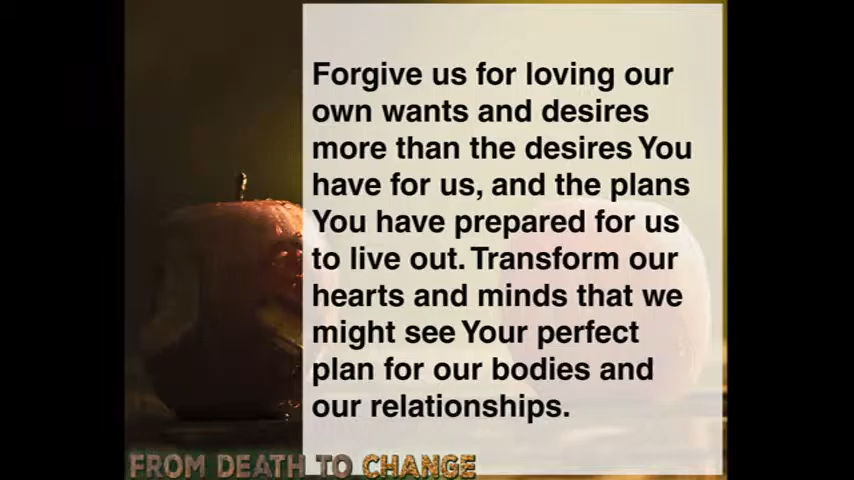 Forgive us for loving our
own wants and desires
more than the desires You
have for us, and the plans
You have prepared for us
to live out. Transform our
hearts and minds that we
might see Your perfect
plan for our bodies and
our relationships.
FROM DEATH TO CHANGE